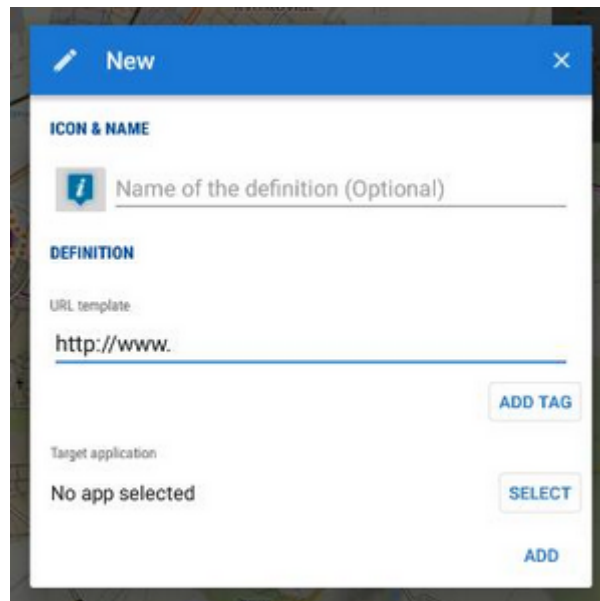 New
ICON & NAME
Name of the definition (Optional)
DEFINITION
URL template
http://www.
ADD TAG
Target application
No app selected
SELECT
ADD